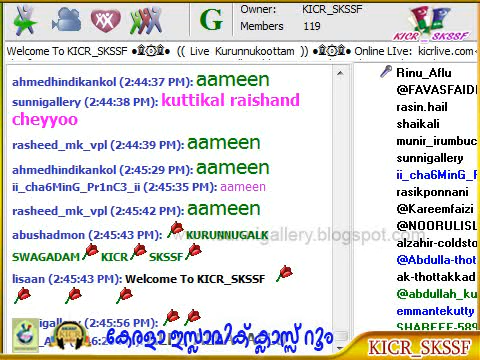 Owner: KICR_SKSSF
Members 119
KICR_SKSSF
Welcome To KICR_SKSSF (( Live Kurunnukoottam )) Online Live: kicrlive.com
ahmedhindikankol (2:44:37 PM): aameen
sunnigallery (2:44:38 PM): kuttikal raishand
cheyyoo
rasheed_mk_vpl (2:44:39 PM): aameen
ahmedhindikankol (2:45:29 PM): aameen
ii_cha6MinG_Pr1nC3_ii (2:45:35 PM): aameen
rasheed_mk_vpl (2:45:42 PM): aameen
abushadmon (2:45:43 PM): KURUNNUGALK
SWAGADAM KICR SKSSF
lisaan (2:45:43 PM): Welcome To KICR_SKSSF
gallery (2:45:56 PM):
gallery.blogspot.com
Rinu_Aflu
@FAVASFAIDI
rasin.hail
shaikali
munir_irumbuc
sunnigallery
ii_cha6MinG_P
rasikponnani
@Kareemfaizi
@NOORULISL
alzahir-coldsto
@Abdulla-thot
ak-thottakkad
@abdullah_ku
emmantekutty
SHAREEF-589
കേരള ഇസ്ലാമിക് ക്ലാസ്സ് റൂം
KICR_SKSSF